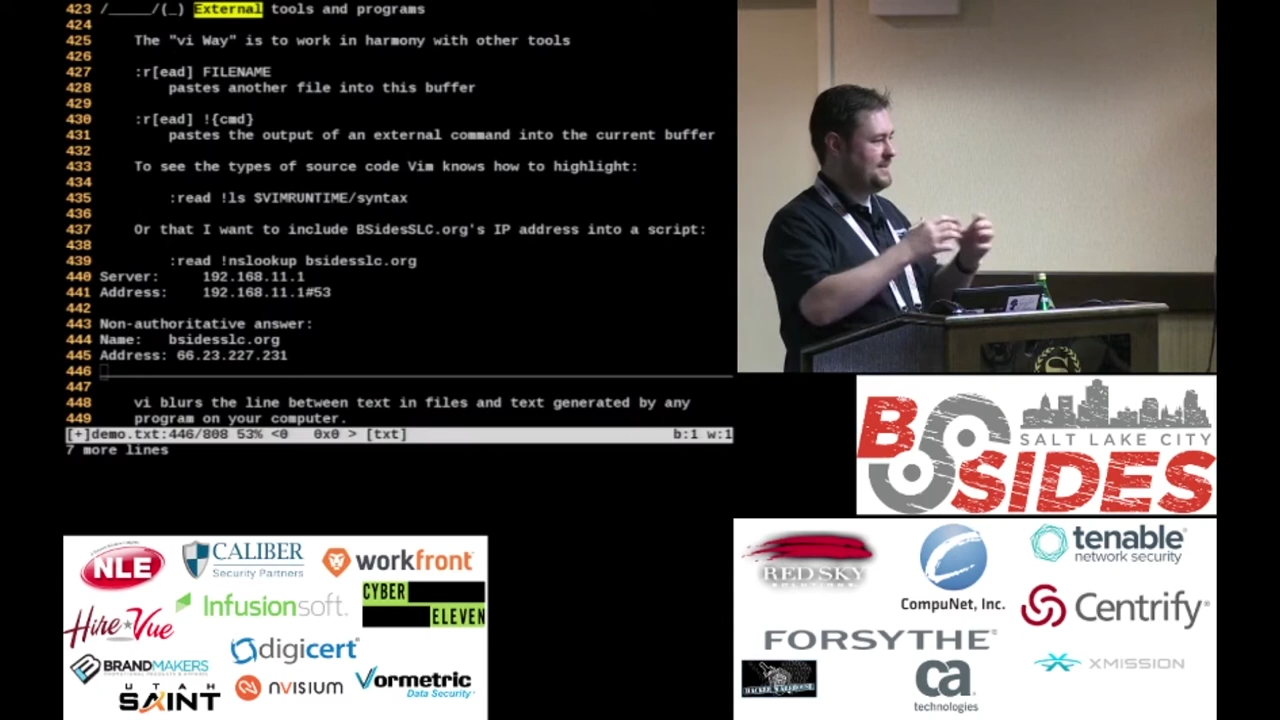 423 /_____/(_) External tools and programs
424
425 The "vi Way" is to work in harmony with other tools
426
427 :r[ead] FILENAME
428 pastes another file into this buffer
429
430 :r[ead] !{cmd}
431 pastes the output of an external command into the current buffer
432
433 To see the types of source code Vim knows how to highlight:
434
435 :read !ls $VIMRUNTIME/syntax
436
437 Or that I want to include BSidesSLC.org's IP address into a script:
438
439 :read !nslookup bsidesslc.org
440 Server: 192.168.11.1
441 Address: 192.168.11.1#53
442
443 Non-authoritative answer:
444 Name: bsidesslc.org
445 Address: 66.23.227.231
446
447
448 vi blurs the line between text in files and text generated by any
449 program on your computer.
[+]demo.txt:446/808 53% <0 0x0 > [txt] b:1 w:1
7 more lines
BSIDES
SALT LAKE CITY
NLE
CALIBER
Security Partners
workfront
Infusionsoft.
CYBER
ELEVEN
Hire Vue
digicert®
BRANDMAKERS
UTAH
SAINT
NVISIUM
Vormetric
Data Security
RED SKY
SOLUTIONS
CompuNet, Inc.
tenable®
network security
Centrify®
FORSYTHE®
HACKER WAREHOUSE
ca
technologies
XMISSION